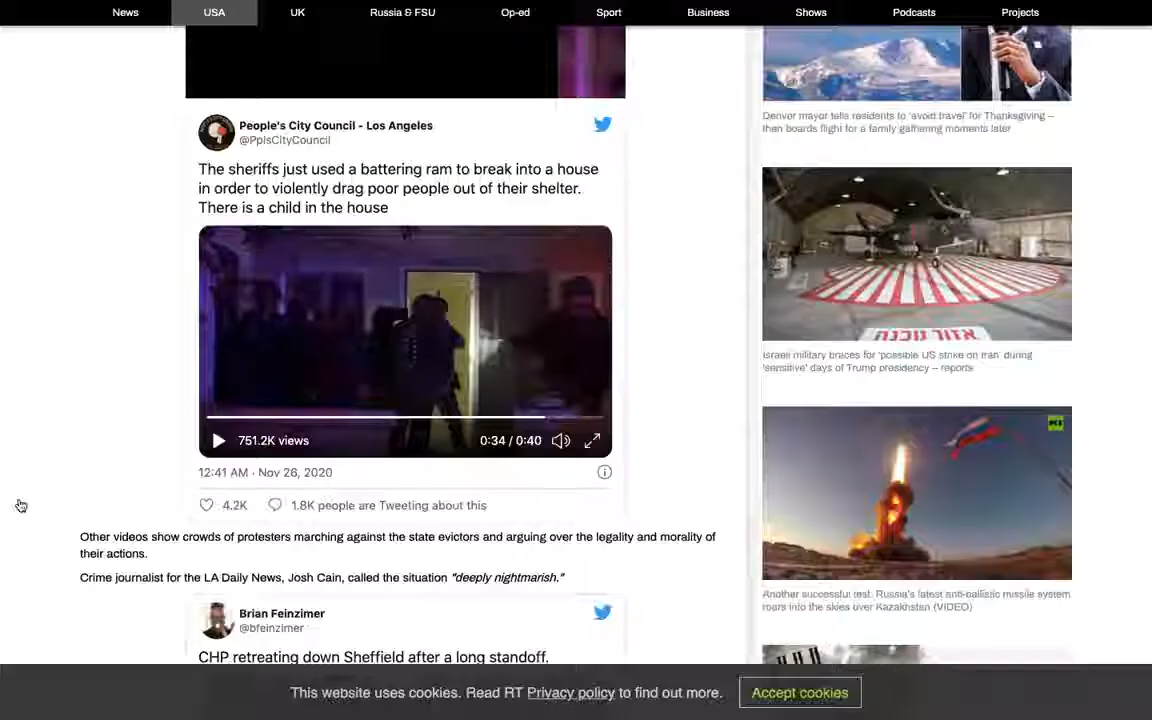 News USA UK Russia & FSU Op-ed Sport Business Shows Podcasts Projects
People's City Council - Los Angeles
@PplsCityCouncil
The sheriffs just used a battering ram to break into a house
in order to violently drag poor people out of their shelter.
There is a child in the house
751.2K views 0:34 / 0:40
12:41 AM · Nov 26, 2020
4.2K 1.8K people are Tweeting about this
Other videos show crowds of protesters marching against the state evictors and arguing over the legality and morality of
their actions.
Crime journalist for the LA Daily News, Josh Cain, called the situation "deeply nightmarish."
Brian Feinzimer
@bfeinzimer
CHP retreating down Sheffield after a long standoff.
Denver mayor tells residents to 'avoid travel' for Thanksgiving –
then boards flight for a family gathering moments later
אזור סכנה
Israeli military braces for 'possible US strike on Iran' during
'sensitive' days of Trump presidency – reports
RT
Another successful test: Russia's latest anti-ballistic missile system
roars into the skies over Kazakhstan (VIDEO)
This website uses cookies. Read RT Privacy policy to find out more. Accept cookies